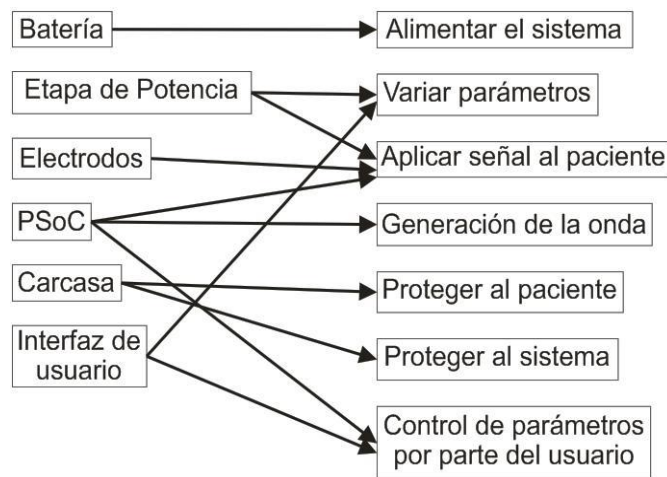 Batería
Alimentar el sistema
Etapa de Potencia
Variar parámetros
Electrodos
Aplicar señal al paciente
PSoC
Generación de la onda
Carcasa
Proteger al paciente
Interfaz de
usuario
Proteger al sistema
Control de parámetros
por parte del usuario